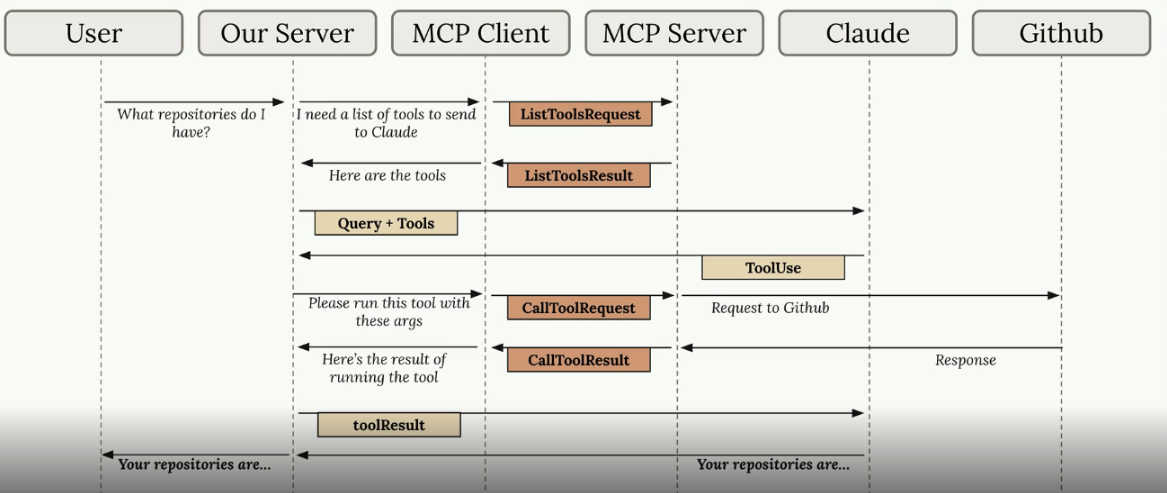 User
Our Server
MCP Client
MCP Server
Claude
Github
What repositories do I
have?
I need a list of tools to send
to Claude
ListToolsRequest
Here are the tools
ListToolsResult
Query + Tools
ToolUse
Please run this tool with
these args
CallToolRequest
Request to Github
Here's the result of
running the tool
CallToolResult
Response
toolResult
Your repositories are...
Your repositories are...